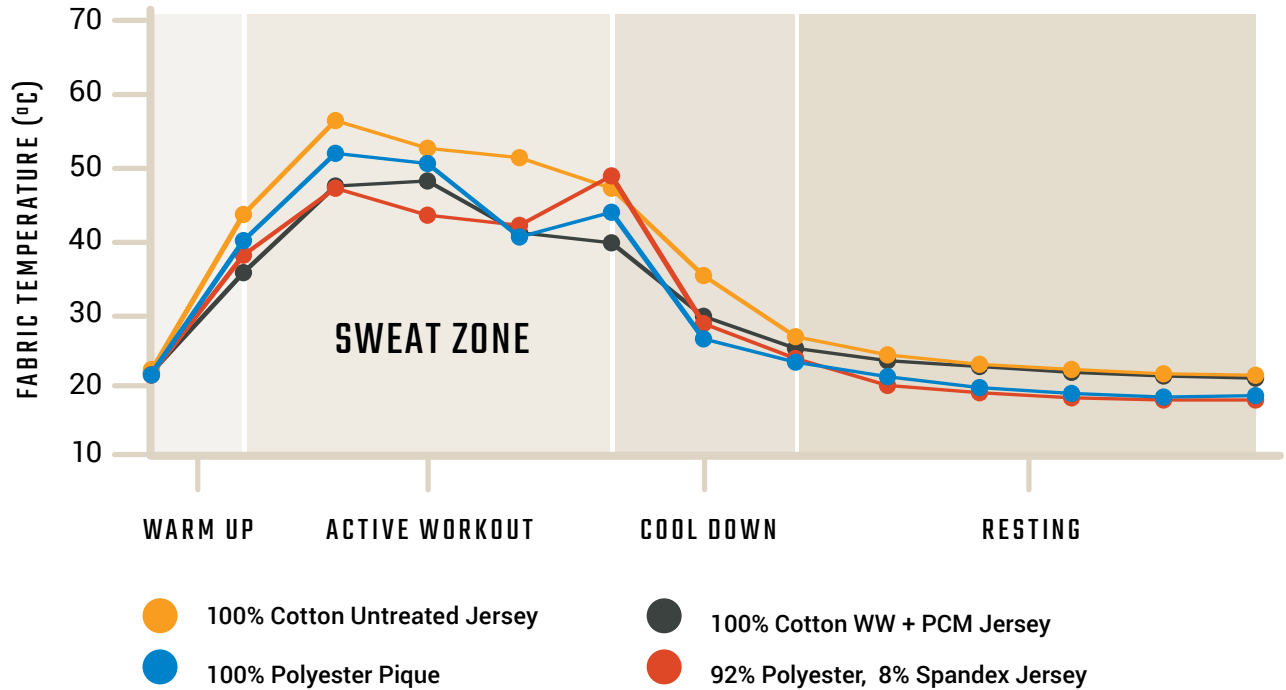 70
60
50
40
30
20
10
FABRIC TEMPERATURE (ºC)
SWEAT ZONE
WARM UP
ACTIVE WORKOUT
COOL DOWN
RESTING
100% Cotton Untreated Jersey
100% Cotton WW + PCM Jersey
100% Polyester Pique
92% Polyester, 8% Spandex Jersey